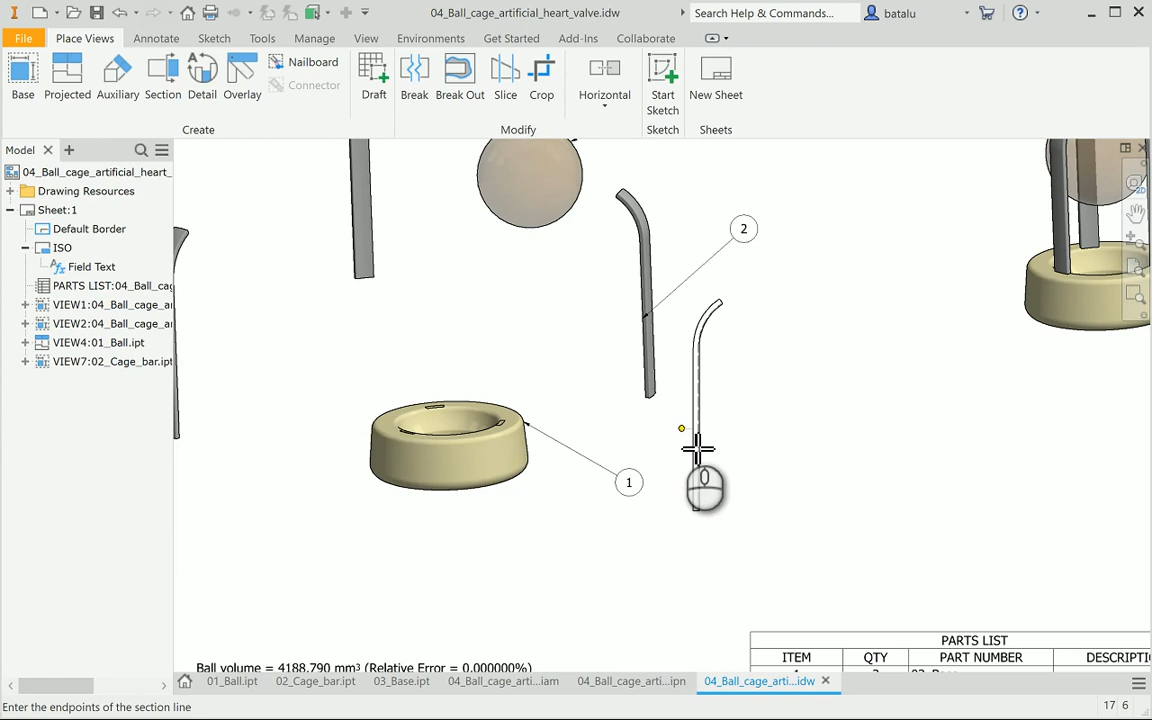 04_Ball_cage_artificial_heart_valve.idw
Search Help & Commands...
batalu
File
Place Views
Annotate
Sketch
Tools
Manage
View
Environments
Get Started
Add-Ins
Collaborate
Base
Projected
Auxiliary
Section
Detail
Overlay
Nailboard
Connector
Draft
Break
Break Out
Slice
Crop
Horizontal
Start
Sketch
New Sheet
Create
Modify
Sketch
Sheets
Model
04_Ball_cage_artificial_heart_
Drawing Resources
Sheet:1
Default Border
ISO
Field Text
PARTS LIST:04_Ball_cag
VIEW1:04_Ball_cage_a
VIEW2:04_Ball_cage_a
VIEW4:01_Ball.ipt
VIEW7:02_Cage_bar.ipt
2
1
2D
PARTS LIST
ITEM QTY PART NUMBER DESCRIPTI
Ball volume = 4188.790 mm³ (Relative Error = 0.000000%)
01_Ball.ipt
02_Cage_bar.ipt
03_Base.ipt
04_Ball_cage_arti...iam
04_Ball_cage_arti...ipn
04_Ball_cage_arti...idw
Enter the endpoints of the section line
17 6